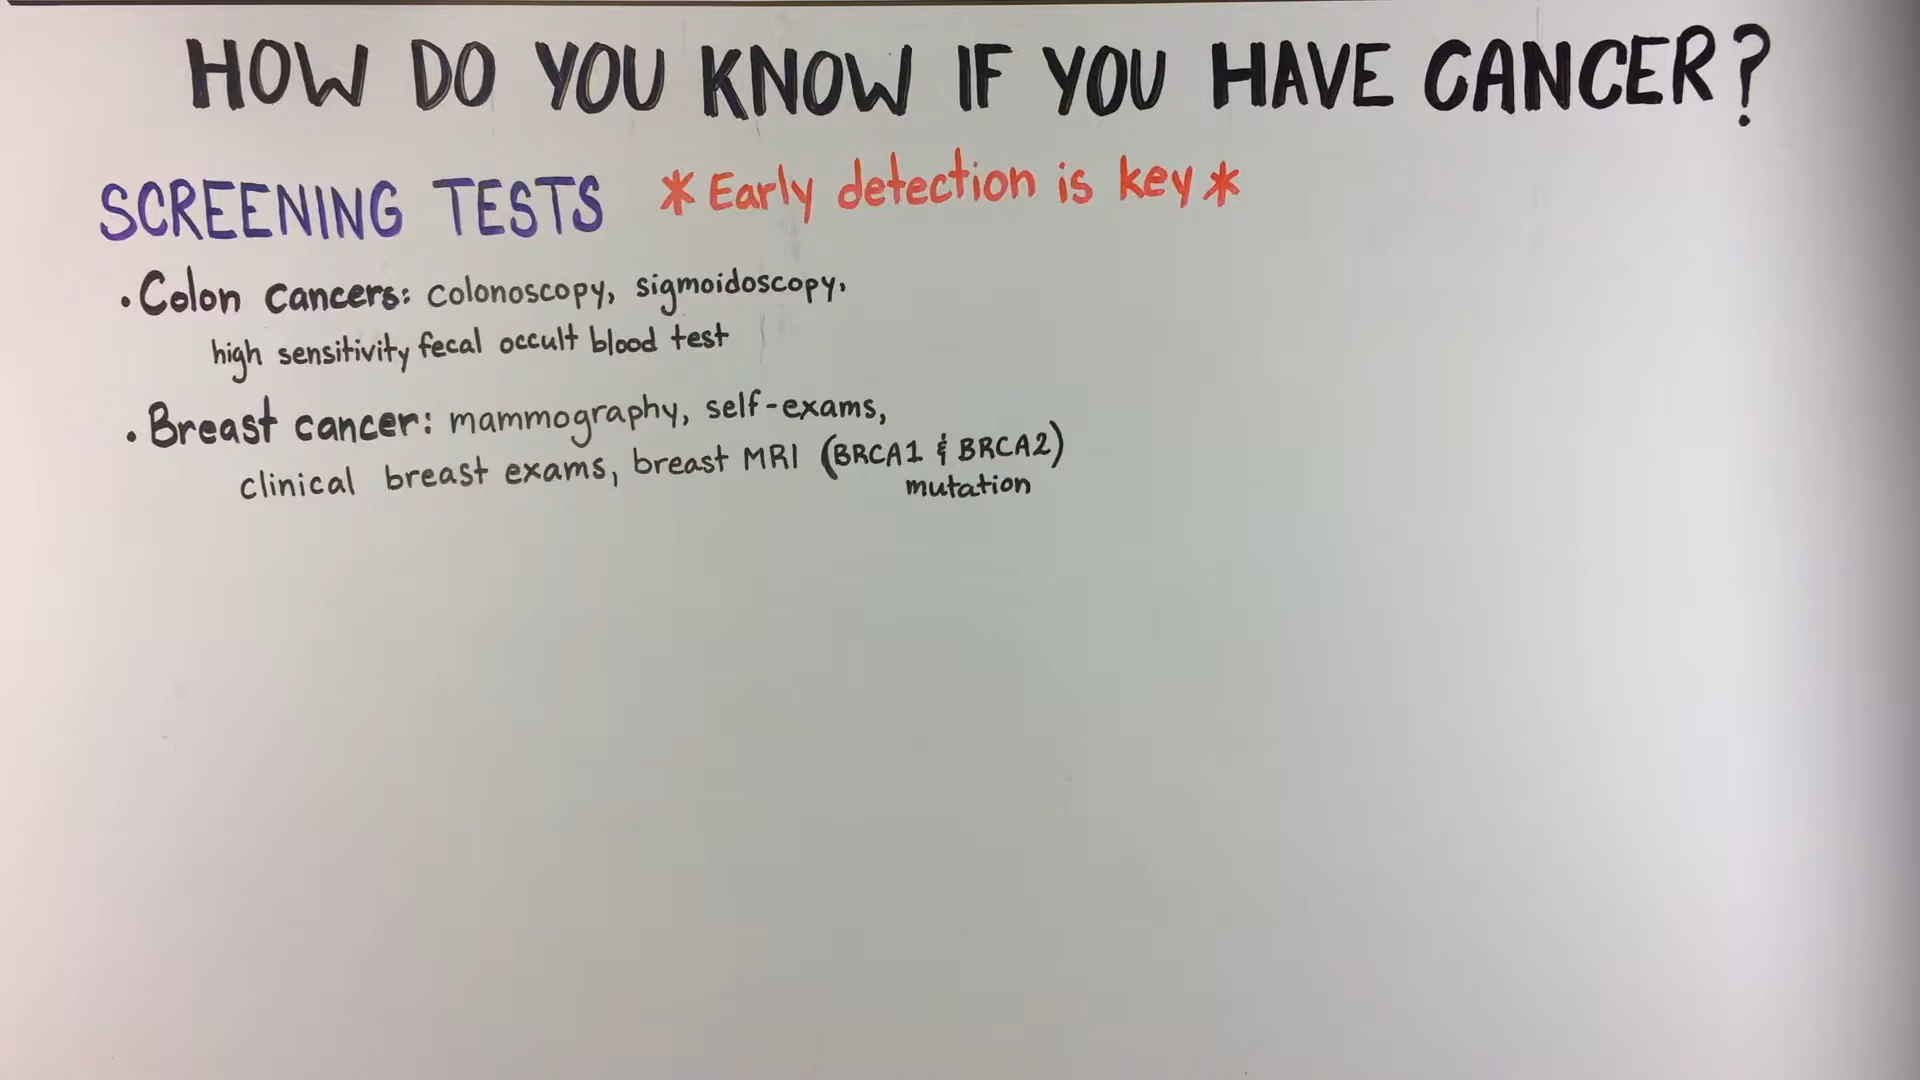 HOW DO YOU KNOW IF YOU HAVE CANCER?
SCREENING TESTS *Early detection is key*
• Colon cancers: colonoscopy, sigmoidoscopy,
high sensitivity fecal occult blood test
• Breast cancer: mammography, self-exams,
clinical breast exams, breast MRI (BRCA1 & BRCA2)
mutation